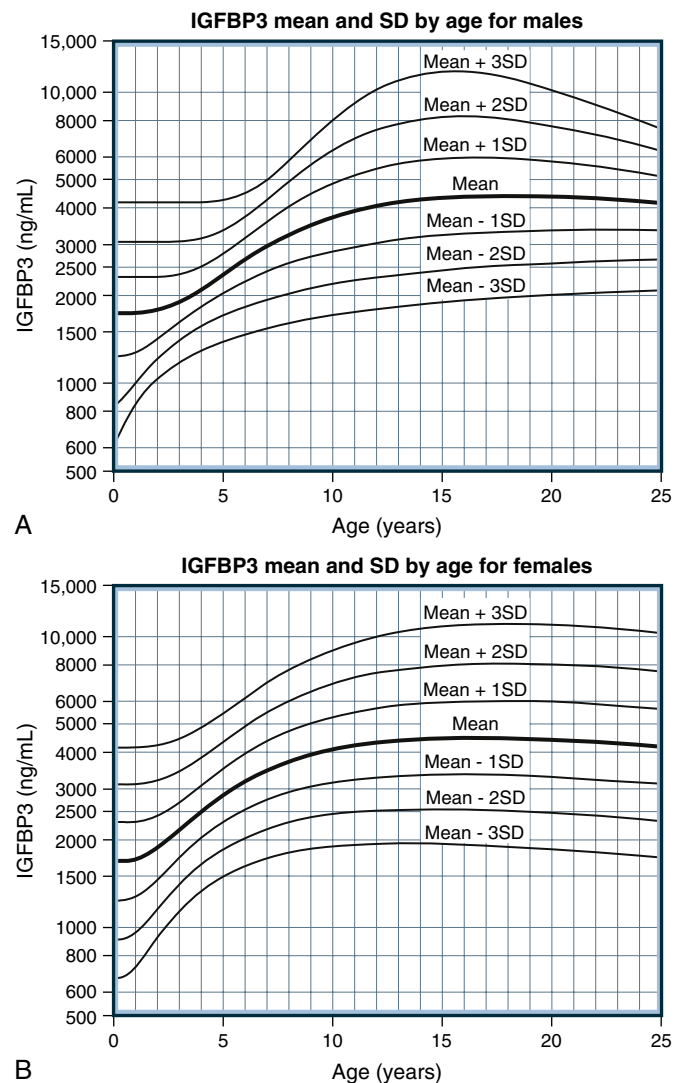 IGFBP3 mean and SD by age for males
15,000
10,000
8000
6000
5000
4000
3000
2500
2000
1500
1000
800
600
500
IGFBP3 (ng/mL)
Mean + 3SD
Mean + 2SD
Mean + 1SD
Mean
Mean - 1SD
Mean - 2SD
Mean - 3SD
0 5 10 15 20 25
A Age (years)
IGFBP3 mean and SD by age for females
15,000
10,000
8000
6000
5000
4000
3000
2500
2000
1500
1000
800
600
500
IGFBP3 (ng/mL)
Mean + 3SD
Mean + 2SD
Mean + 1SD
Mean
Mean - 1SD
Mean - 2SD
Mean - 3SD
0 5 10 15 20 25
B Age (years)